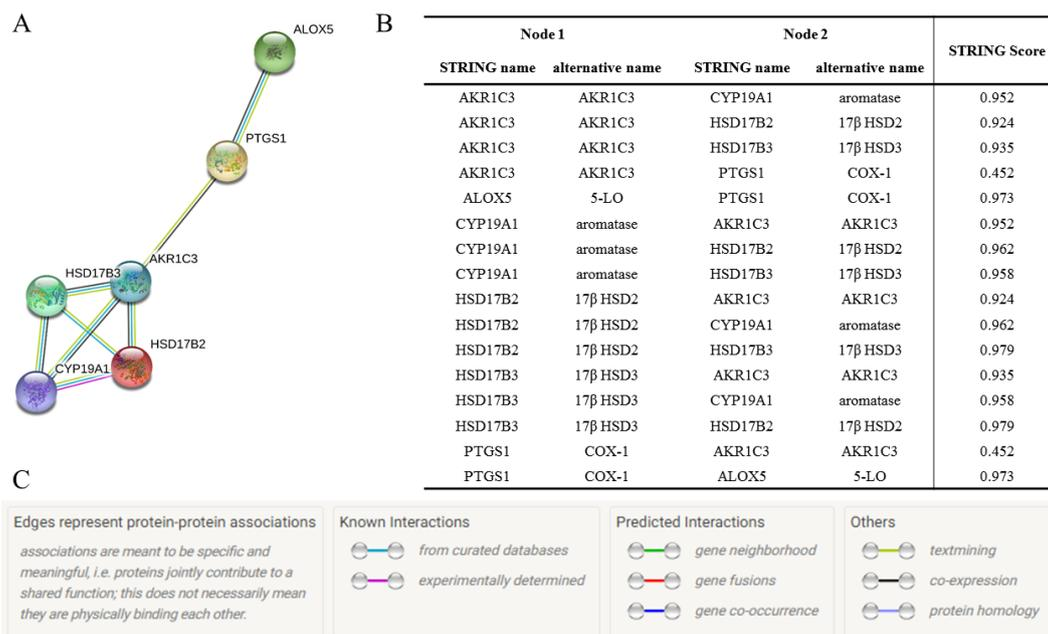 A
ALOX5
PTGS1
AKR1C3
HSD17B3
HSD17B2
CYP19A1
B
Node 1 Node 2 STRING Score
STRING name alternative name STRING name alternative name
AKR1C3 AKR1C3 CYP19A1 aromatase 0.952
AKR1C3 AKR1C3 HSD17B2 17β HSD2 0.924
AKR1C3 AKR1C3 HSD17B3 17β HSD3 0.935
AKR1C3 AKR1C3 PTGS1 COX-1 0.452
ALOX5 5-LO PTGS1 COX-1 0.973
CYP19A1 aromatase AKR1C3 AKR1C3 0.952
CYP19A1 aromatase HSD17B2 17β HSD2 0.962
CYP19A1 aromatase HSD17B3 17β HSD3 0.958
HSD17B2 17β HSD2 AKR1C3 AKR1C3 0.924
HSD17B2 17β HSD2 CYP19A1 aromatase 0.962
HSD17B2 17β HSD2 HSD17B3 17β HSD3 0.979
HSD17B3 17β HSD3 AKR1C3 AKR1C3 0.935
HSD17B3 17β HSD3 CYP19A1 aromatase 0.958
HSD17B3 17β HSD3 HSD17B2 17β HSD2 0.979
PTGS1 COX-1 AKR1C3 AKR1C3 0.452
PTGS1 COX-1 ALOX5 5-LO 0.973
C
Edges represent protein-protein associations
associations are meant to be specific and
meaningful, i.e. proteins jointly contribute to a
shared function; this does not necessarily mean
they are physically binding each other.
Known Interactions
from curated databases
experimentally determined
Predicted Interactions
gene neighborhood
gene fusions
gene co-occurrence
Others
textmining
co-expression
protein homology